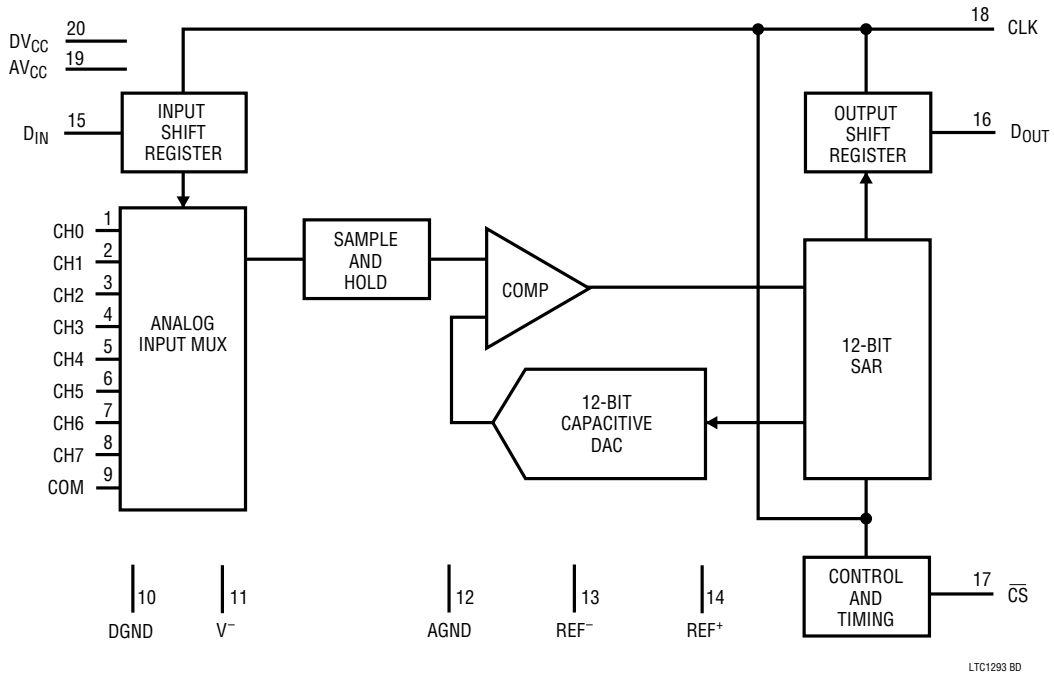 DVCC 20
AVCC 19
18 CLK
DIN 15
INPUT
SHIFT
REGISTER
OUTPUT
SHIFT
REGISTER
16 DOUT
CH0 1
CH1 2
CH2 3
CH3 4
CH4 5
CH5 6
CH6 7
CH7 8
COM 9
ANALOG
INPUT MUX
SAMPLE
AND
HOLD
COMP
12-BIT
CAPACITIVE
DAC
12-BIT
SAR
CONTROL
AND
TIMING
17 C̅S̅
10
DGND
11
V⁻
12
AGND
13
REF⁻
14
REF⁺
LTC1293 BD